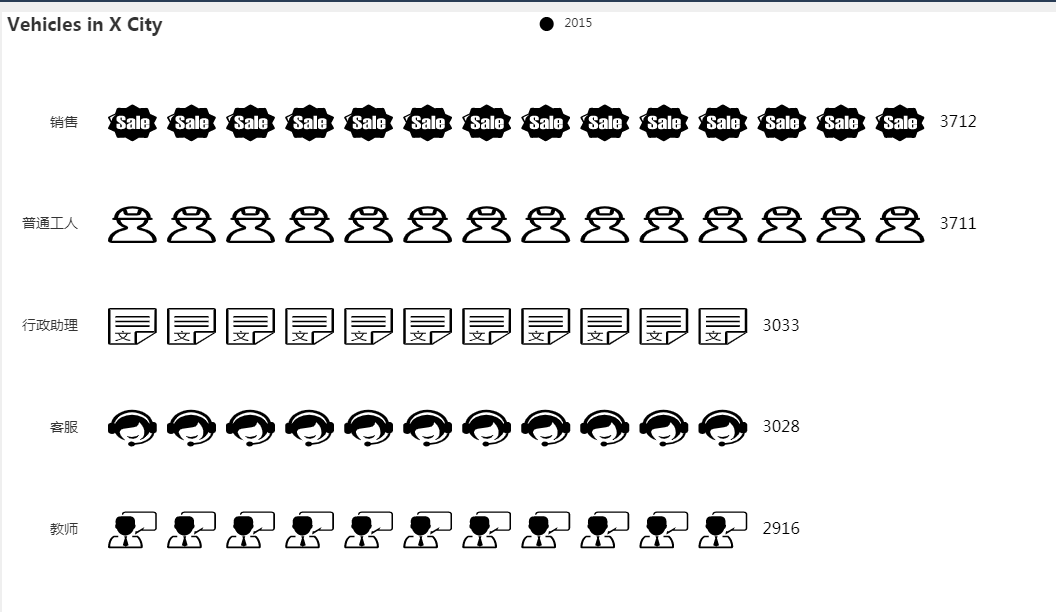 Vehicles in X City
2015
销售 Sale Sale Sale Sale Sale Sale Sale Sale Sale Sale Sale Sale Sale Sale 3712
普通工人 3711
行政助理 文 文 文 文 文 文 文 文 文 文 文 3033
客服 3028
教师 2916